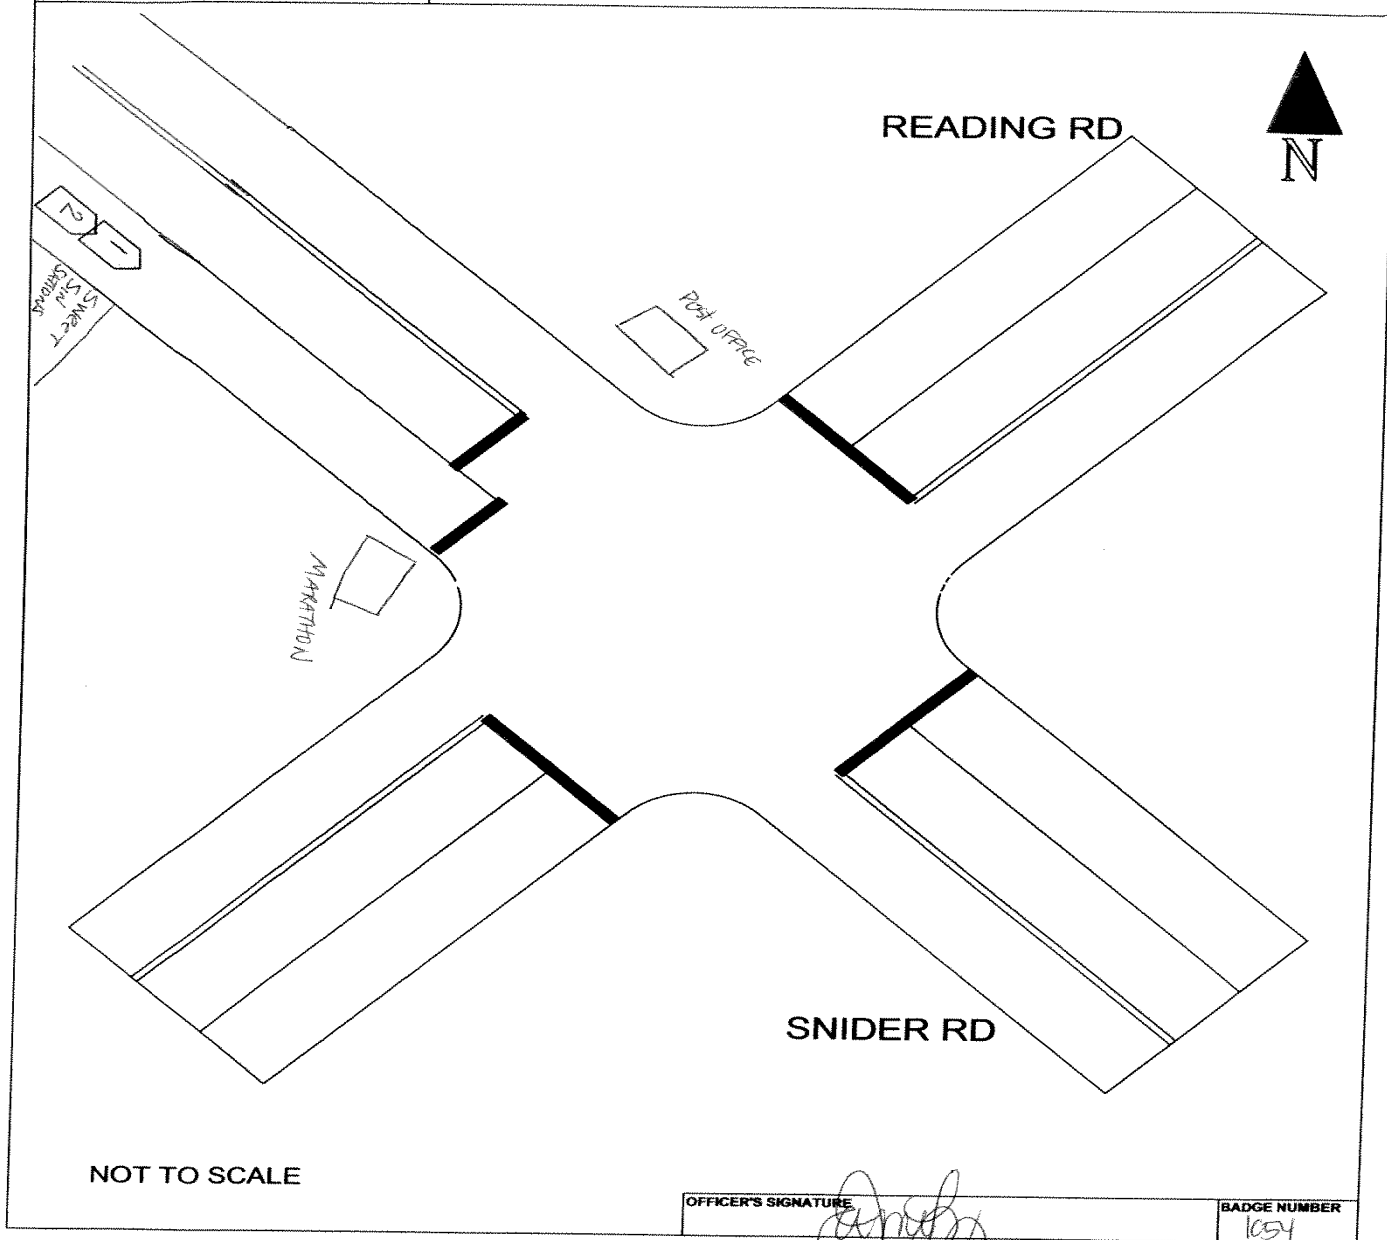 READING RD
N
2
1
SWEET
SIN
SATIONS
POST OFFICE
MARATHON
SNIDER RD
NOT TO SCALE
OFFICER'S SIGNATURE
BADGE NUMBER
1054